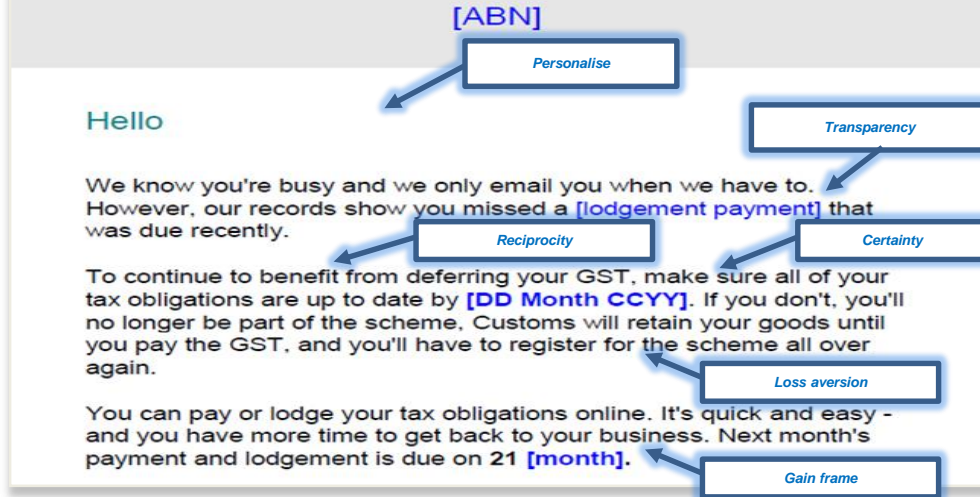 [ABN]
Personalise
Hello
Transparency
We know you're busy and we only email you when we have to.
However, our records show you missed a [lodgement payment] that
was due recently.
Reciprocity
Certainty
To continue to benefit from deferring your GST, make sure all of your
tax obligations are up to date by [DD Month CCYY]. If you don't, you'll
no longer be part of the scheme, Customs will retain your goods until
you pay the GST, and you'll have to register for the scheme all over
again.
Loss aversion
You can pay or lodge your tax obligations online. It's quick and easy -
and you have more time to get back to your business. Next month's
payment and lodgement is due on 21 [month].
Gain frame